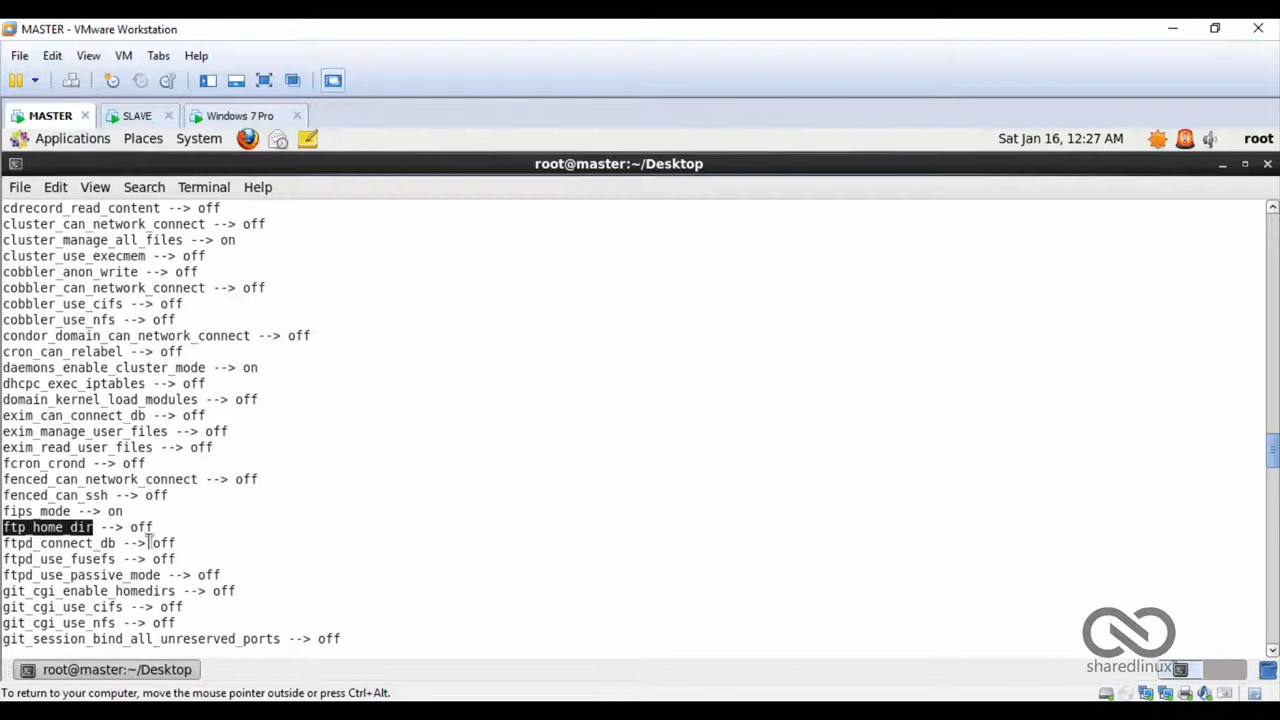 MASTER - VMware Workstation
File Edit View VM Tabs Help
MASTER SLAVE Windows 7 Pro
Applications Places System Sat Jan 16, 12:27 AM root
root@master:~/Desktop
File Edit View Search Terminal Help
cdrecord_read_content --> off
cluster_can_network_connect --> off
cluster_manage_all_files --> on
cluster_use_execmem --> off
cobbler_anon_write --> off
cobbler_can_network_connect --> off
cobbler_use_cifs --> off
cobbler_use_nfs --> off
condor_domain_can_network_connect --> off
cron_can_relabel --> off
daemons_enable_cluster_mode --> on
dhcpc_exec_iptables --> off
domain_kernel_load_modules --> off
exim_can_connect_db --> off
exim_manage_user_files --> off
exim_read_user_files --> off
fcron_crond --> off
fenced_can_network_connect --> off
fenced_can_ssh --> off
fips_mode --> on
ftp_home_dir --> off
ftpd_connect_db --> off
ftpd_use_fusefs --> off
ftpd_use_passive_mode --> off
git_cgi_enable_homedirs --> off
git_cgi_use_cifs --> off
git_cgi_use_nfs --> off
git_session_bind_all_unreserved_ports --> off
sharedlinux
root@master:~/Desktop
To return to your computer, move the mouse pointer outside or press Ctrl+Alt.